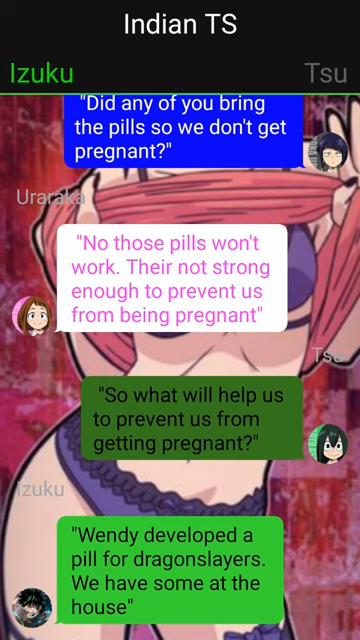 Indian TS
Izuku
Tsu
"Did any of you bring
the pills so we don't get
pregnant?"
Uraraka
"No those pills won't
work. Their not strong
enough to prevent us
from being pregnant"
Tsu
"So what will help us
to prevent us from
getting pregnant?"
Izuku
"Wendy developed a
pill for dragonslayers.
We have some at the
house"